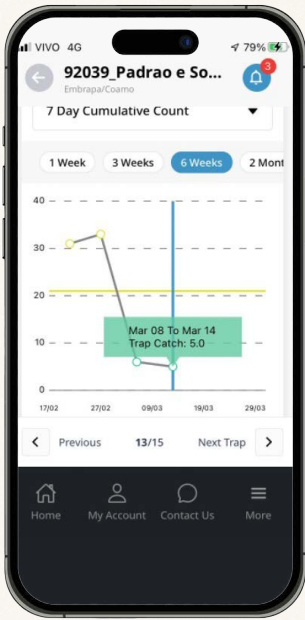 VIVO 4G 79%
92039_Padrao e So...
3
Embrapa/Coamo
7 Day Cumulative Count
1 Week 3 Weeks 6 Weeks 2 Mont
40
30
20
10
0
Mar 08 To Mar 14
Trap Catch: 5.0
17/02 27/02 09/03 19/03 29/03
Previous 13/15 Next Trap
Home My Account Contact Us More